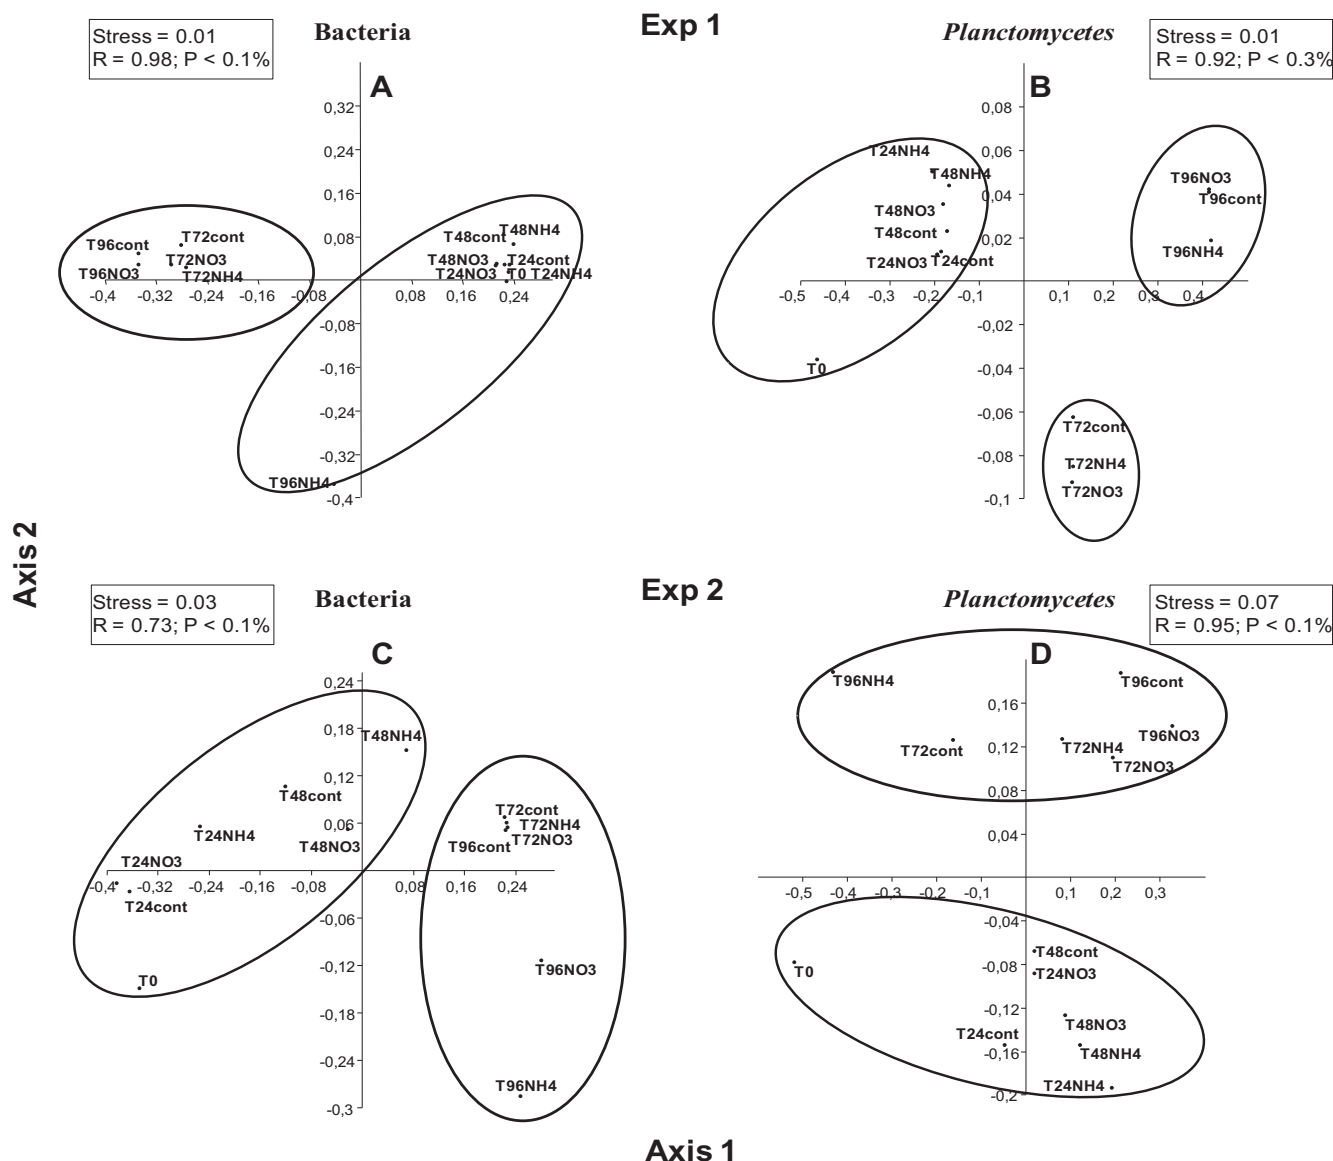 Exp 1
Stress = 0.01
R = 0.98; P < 0.1%
Bacteria
A
0,32
0,24
0,16
0,08
-0,08
-0,16
-0,24
-0,32
-0,4
-0,4
-0,32
-0,24
-0,16
-0,08
0,08
0,16
0,24
T96cont
T72cont
T96NO3
T72NO3
T72NH4
T48cont
T48NH4
T48NO3
T24cont
T24NO3
T0
T24NH4
T96NH4
Planctomycetes
Stress = 0.01
R = 0.92; P < 0.3%
B
0,08
0,06
0,04
0,02
-0,02
-0,04
-0,06
-0,08
-0,1
-0,5
-0,4
-0,3
-0,2
-0,1
0,1
0,2
0,3
0,4
T24NH4
T48NH4
T48NO3
T48cont
T24NO3
T24cont
T0
T96NO3
T96cont
T96NH4
T72cont
T72NH4
T72NO3
Axis 2
Exp 2
Stress = 0.03
R = 0.73; P < 0.1%
Bacteria
C
0,24
0,18
0,12
0,06
-0,06
-0,12
-0,18
-0,24
-0,3
-0,4
-0,32
-0,24
-0,16
-0,08
0,08
0,16
0,24
T48NH4
T48cont
T24NH4
T48NO3
T24NO3
T24cont
T0
T72cont
T72NH4
T72NO3
T96cont
T96NO3
T96NH4
Planctomycetes
Stress = 0.07
R = 0.95; P < 0.1%
D
0,16
0,12
0,08
0,04
-0,04
-0,08
-0,12
-0,16
-0,2
-0,5
-0,4
-0,3
-0,2
-0,1
0,1
0,2
0,3
T96NH4
T96cont
T72cont
T96NO3
T72NH4
T72NO3
T0
T48cont
T24NO3
T48NO3
T24cont
T48NH4
T24NH4
Axis 1